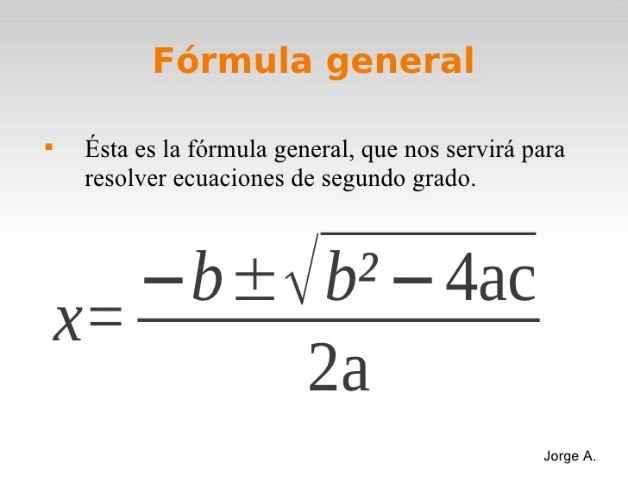 Fórmula general
Ésta es la fórmula general, que nos servirá para
resolver ecuaciones de segundo grado.
x= −b ± √b² − 4ac
2a
Jorge A.